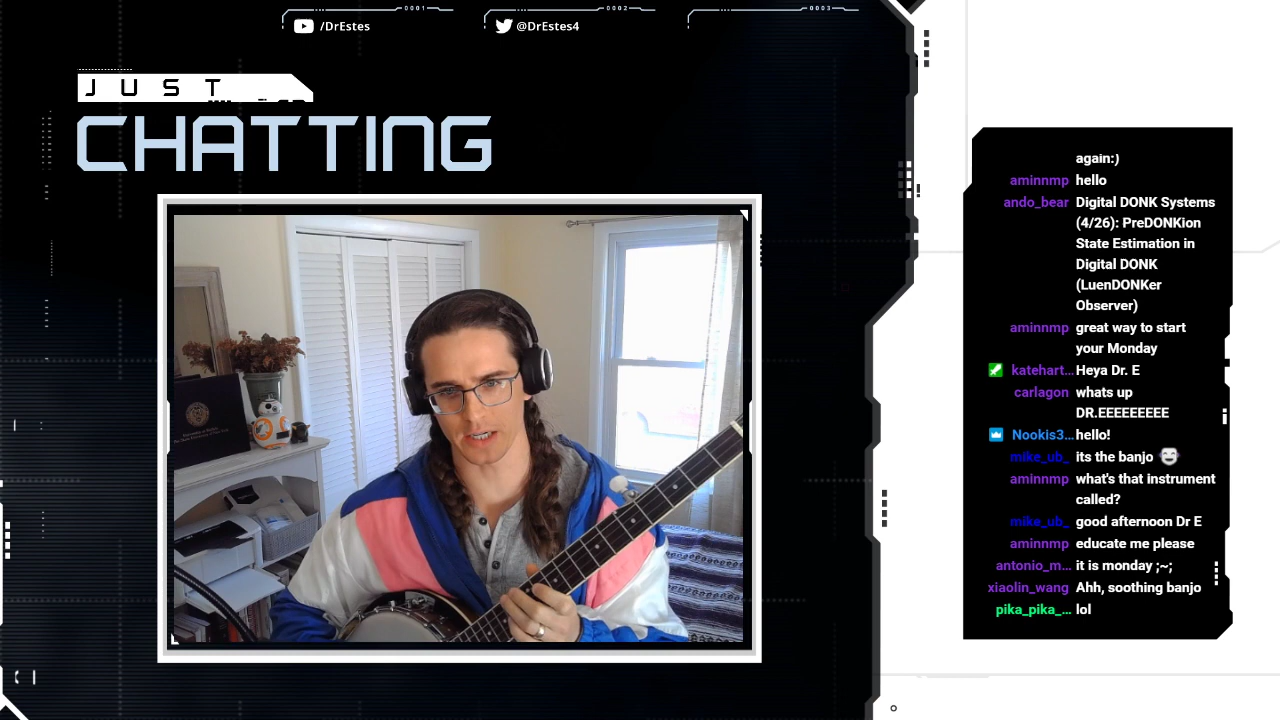 0001
0002
0003
/DrEstes
@DrEstes4
JUST
CHATTING
again:)
aminnmp hello
ando_bear Digital DONK Systems
(4/26): PreDONKion
State Estimation in
Digital DONK
(LuenDONKer
Observer)
aminnmp great way to start
your Monday
katehart... Heya Dr. E
carlagon whats up
DR.EEEEEEEEE
Nookis3... hello!
mike_ub_ its the banjo
aminnmp what's that instrument
called?
mike_ub_ good afternoon Dr E
aminnmp educate me please
antonio_m... it is monday ;~;
xiaolin_wang Ahh, soothing banjo
pika_pika_... lol